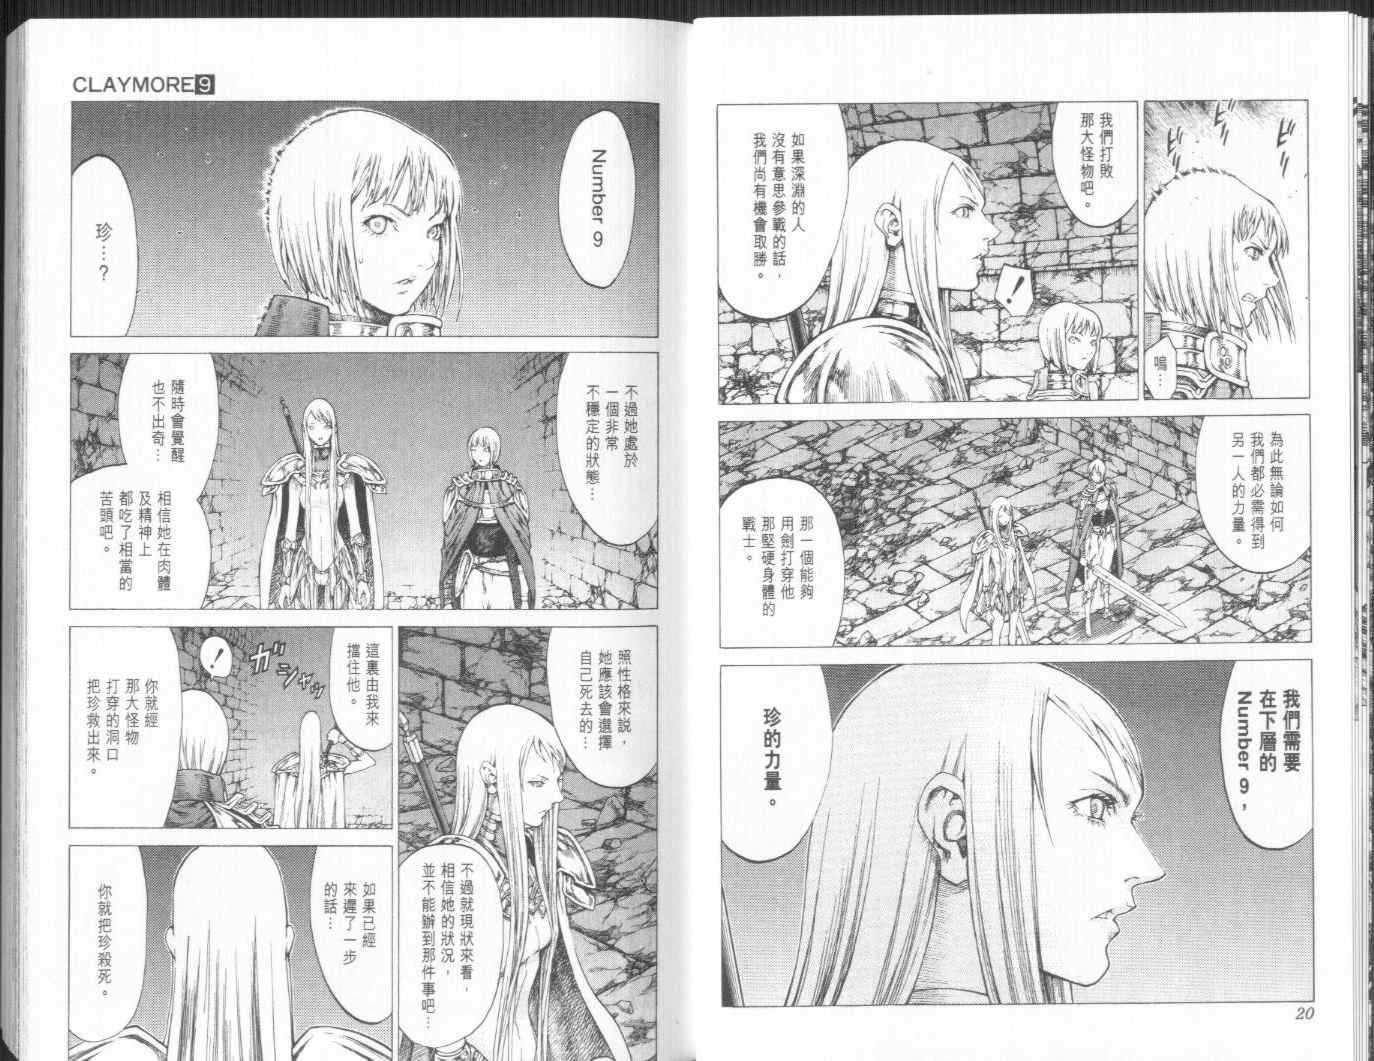 嗚…
我們打敗
那大怪物吧。
如果深淵的人
沒有意思參戰的話，
我們尚有機會取勝。
!
為此無論如何
我們都必需得到
另一人的力量。
那一個能夠
用劍打穿他
那堅硬身體的
戰士。
我們需要
在下層的
Number 9，
珍的力量。
20
CLAYMORE 9
Number 9
珍…？
不過她處於
一個非常
不穩定的狀態…
隨時會覺醒
也不出奇…
相信她在肉體
及精神上
都吃了相當的
苦頭吧。
照性格來説，
她應該會選擇
自己死去的…
不過就現狀來看，
相信她的狀況，
並不能辦到那件事吧…
這裏由我來
擋住他。
ガシャッ
!
你就經
那大怪物
打穿的洞口
把珍救出來。
如果已經
來遲了一步
的話…
你就把珍殺死。